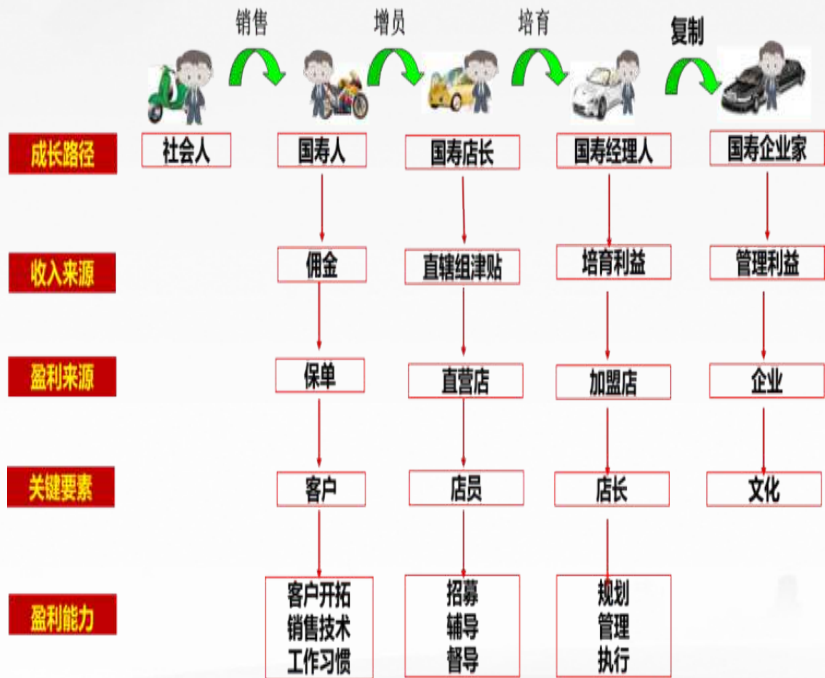 销售
增员
培育
复制
成长路径
社会人
国寿人
国寿店长
国寿经理人
国寿企业家
收入来源
佣金
直辖组津贴
培育利益
管理利益
盈利来源
保单
直营店
加盟店
企业
关键要素
客户
店员
店长
文化
盈利能力
客户开拓
销售技术
工作习惯
招募
辅导
督导
规划
管理
执行